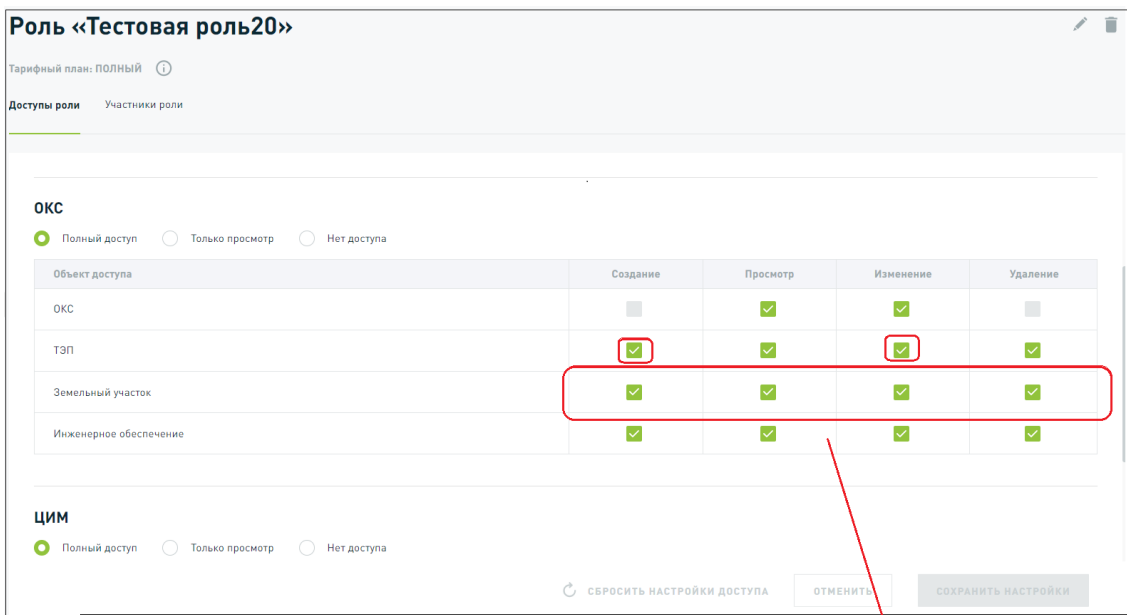 Роль «Тестовая роль20»
Тарифный план: ПОЛНЫЙ
Доступы роли Участники роли
ОКС
Полный доступ Только просмотр Нет доступа
Объект доступа Создание Просмотр Изменение Удаление
ОКС
ТЭП
Земельный участок
Инженерное обеспечение
ЦИМ
Полный доступ Только просмотр Нет доступа
СБРОСИТЬ НАСТРОЙКИ ДОСТУПА ОТМЕНИТЬ СОХРАНИТЬ НАСТРОЙКИ